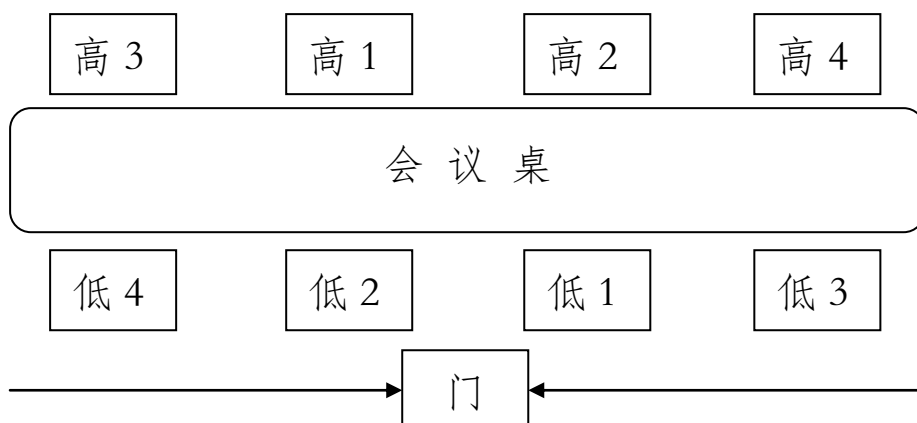 高 3 高 1 高 2 高 4
会 议 桌
低 4 低 2 低 1 低 3
门